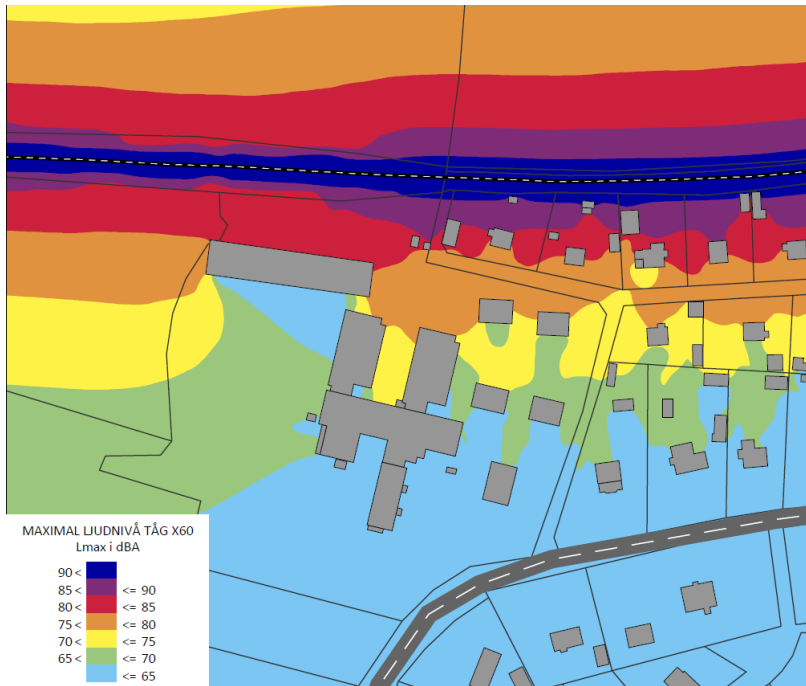 MAXIMAL LJUDNIVÅ TÅG X60
Lmax i dBA
90 <
85 < <= 90
80 < <= 85
75 < <= 80
70 < <= 75
65 < <= 70
<= 65